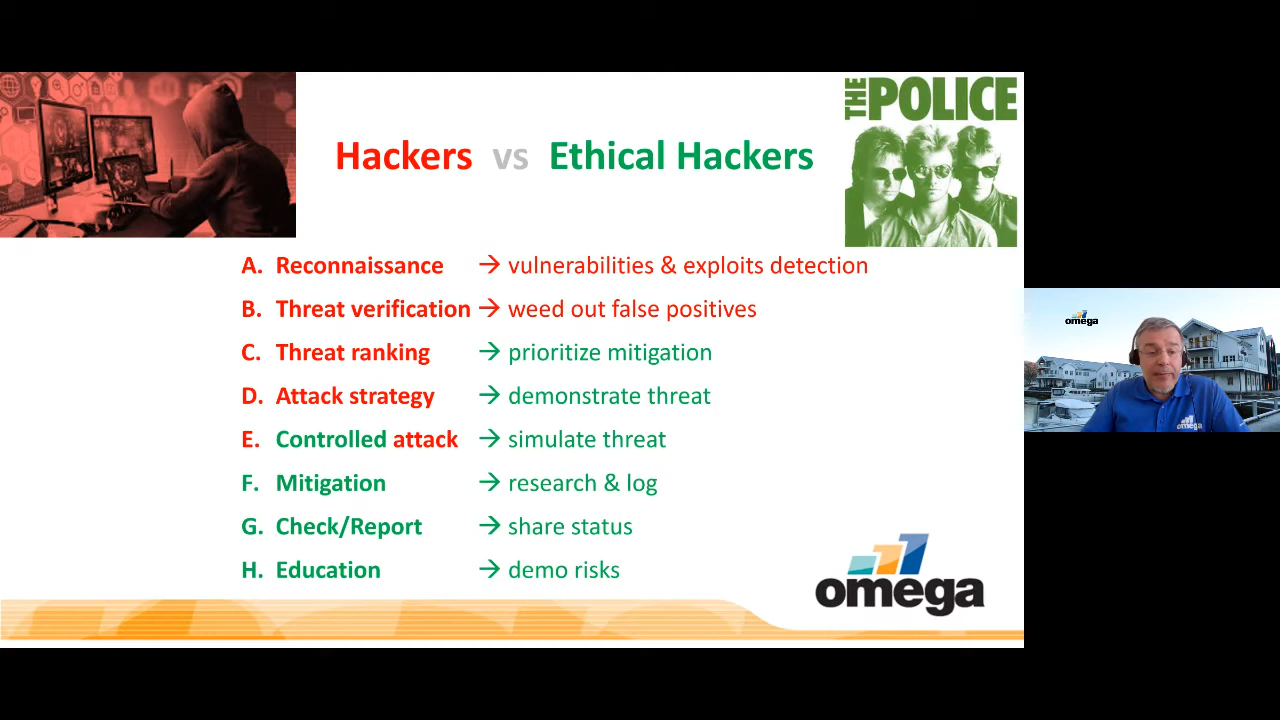 THE POLICE
Hackers vs Ethical Hackers
A. Reconnaissance → vulnerabilities & exploits detection
B. Threat verification → weed out false positives
C. Threat ranking → prioritize mitigation
D. Attack strategy → demonstrate threat
E. Controlled attack → simulate threat
F. Mitigation → research & log
G. Check/Report → share status
H. Education → demo risks
omega
omega
omega